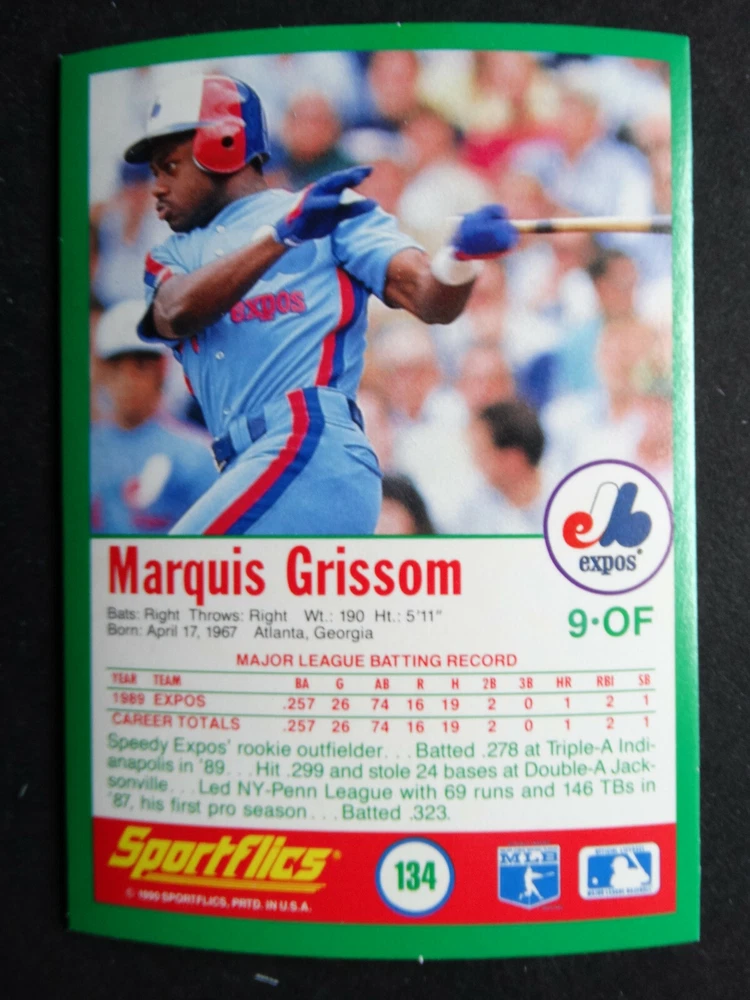 expos
expos
Marquis Grissom
Bats: Right Throws: Right Wt.: 190 Ht.: 5'11"
Born: April 17, 1967 Atlanta, Georgia
9·OF
MAJOR LEAGUE BATTING RECORD
YEAR TEAM BA G AB R H 2B 3B HR RBI SB
1989 EXPOS .257 26 74 16 19 2 0 1 2 1
CAREER TOTALS .257 26 74 16 19 2 0 1 2 1
Speedy Expos' rookie outfielder. . . Batted .278 at Triple-A Indi-
anapolis in '89. . . Hit .299 and stole 24 bases at Double-A Jack-
sonville. . . Led NY-Penn League with 69 runs and 146 TBs in
'87, his first pro season. . . Batted .323.
Sportflics
© 1990 SPORTFLICS, PRTD. IN U.S.A.
134
MLB
MAJOR LEAGUE BASEBALL